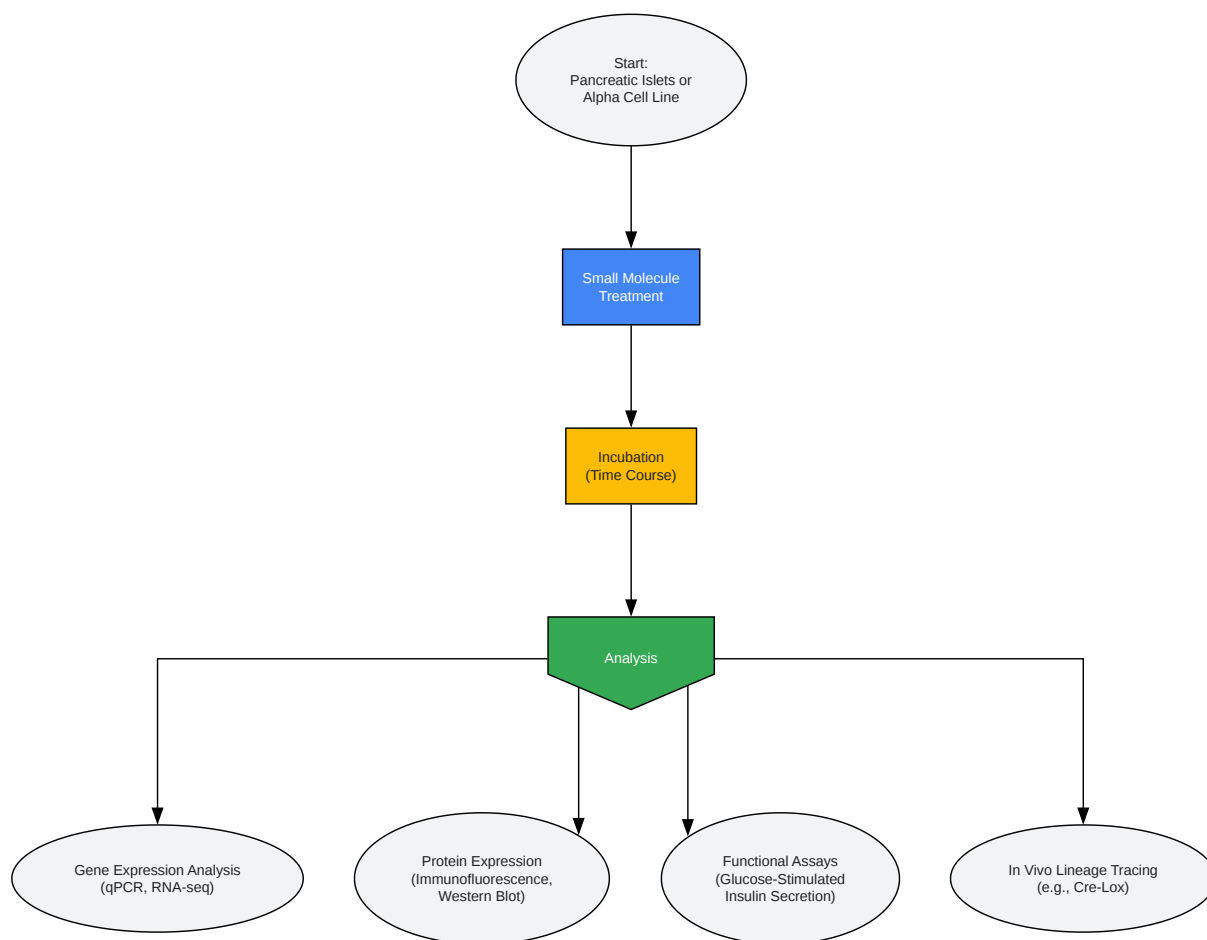 Start:
Pancreatic Islets or
Alpha Cell Line
Small Molecule
Treatment
Incubation
(Time Course)
Analysis
Gene Expression Analysis
(qPCR, RNA-seq)
Protein Expression
(Immunofluorescence,
Western Blot)
Functional Assays
(Glucose-Stimulated
Insulin Secretion)
In Vivo Lineage Tracing
(e.g., Cre-Lox)